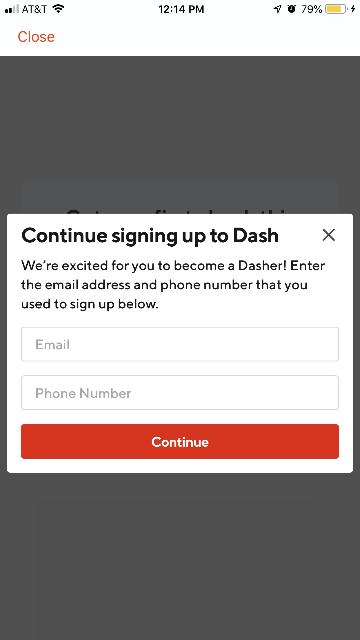 AT&T 12:14 PM 79%
Close
Continue signing up to Dash
We're excited for you to become a Dasher! Enter
the email address and phone number that you
used to sign up below.
Email
Phone Number
Continue